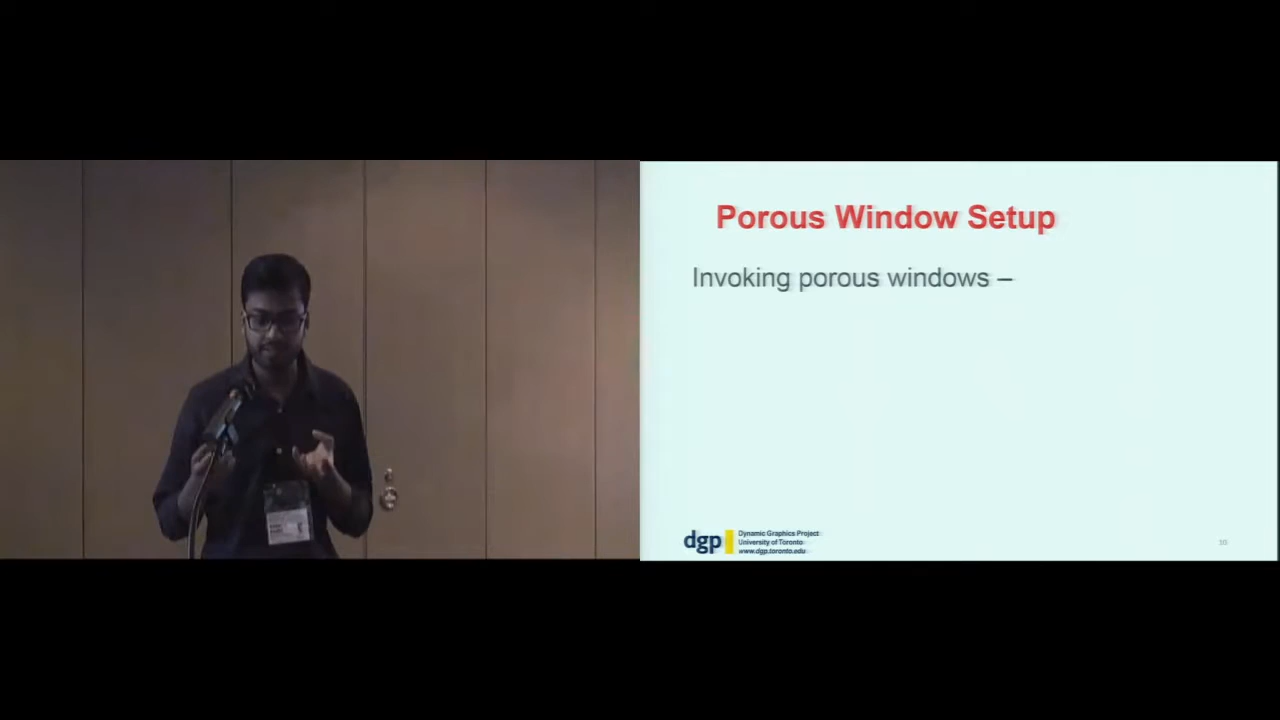 Porous Window Setup
Invoking porous windows –
dgp
Dynamic Graphics Project
University of Toronto
www.dgp.toronto.edu